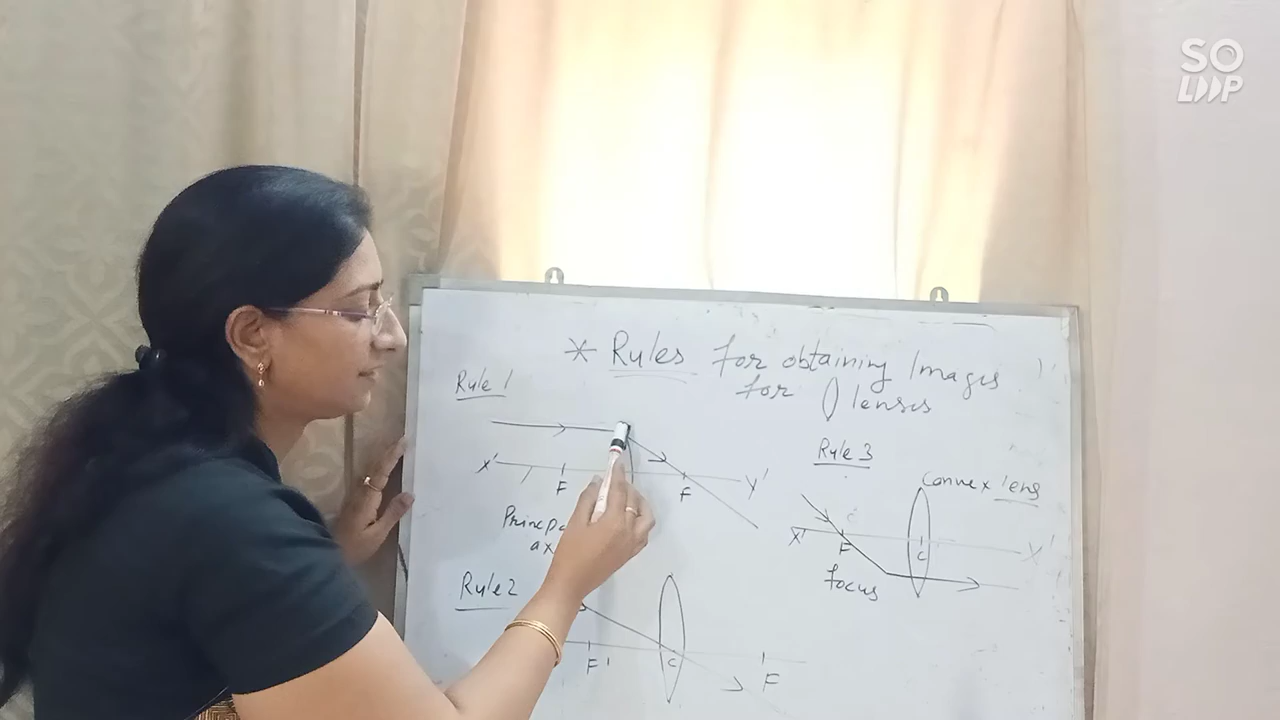 SO
LOOP
* Rules for obtaining Images
for lenses
Rule 1
X'
F
F
Y'
Rule 3
Convex lens
X'
F
C
focus
Rule 2
F'
C
F